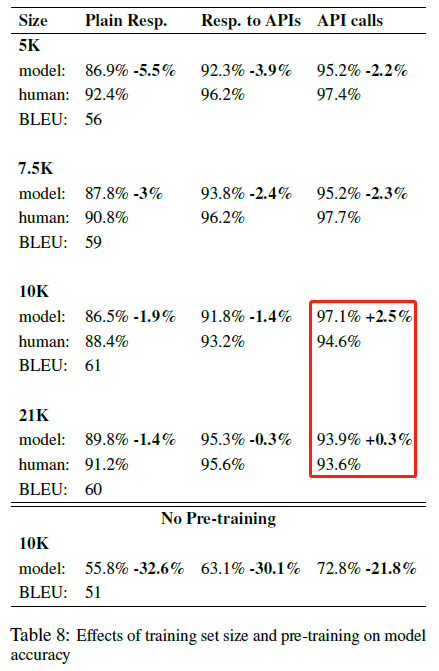 Size Plain Resp. Resp. to APIs API calls
5K
model: 86.9% -5.5% 92.3% -3.9% 95.2% -2.2%
human: 92.4% 96.2% 97.4%
BLEU: 56
7.5K
model: 87.8% -3% 93.8% -2.4% 95.2% -2.3%
human: 90.8% 96.2% 97.7%
BLEU: 59
10K
model: 86.5% -1.9% 91.8% -1.4% 97.1% +2.5%
human: 88.4% 93.2% 94.6%
BLEU: 61
21K
model: 89.8% -1.4% 95.3% -0.3% 93.9% +0.3%
human: 91.2% 95.6% 93.6%
BLEU: 60
No Pre-training
10K
model: 55.8% -32.6% 63.1% -30.1% 72.8% -21.8%
BLEU: 51
Table 8: Effects of training set size and pre-training on model
accuracy